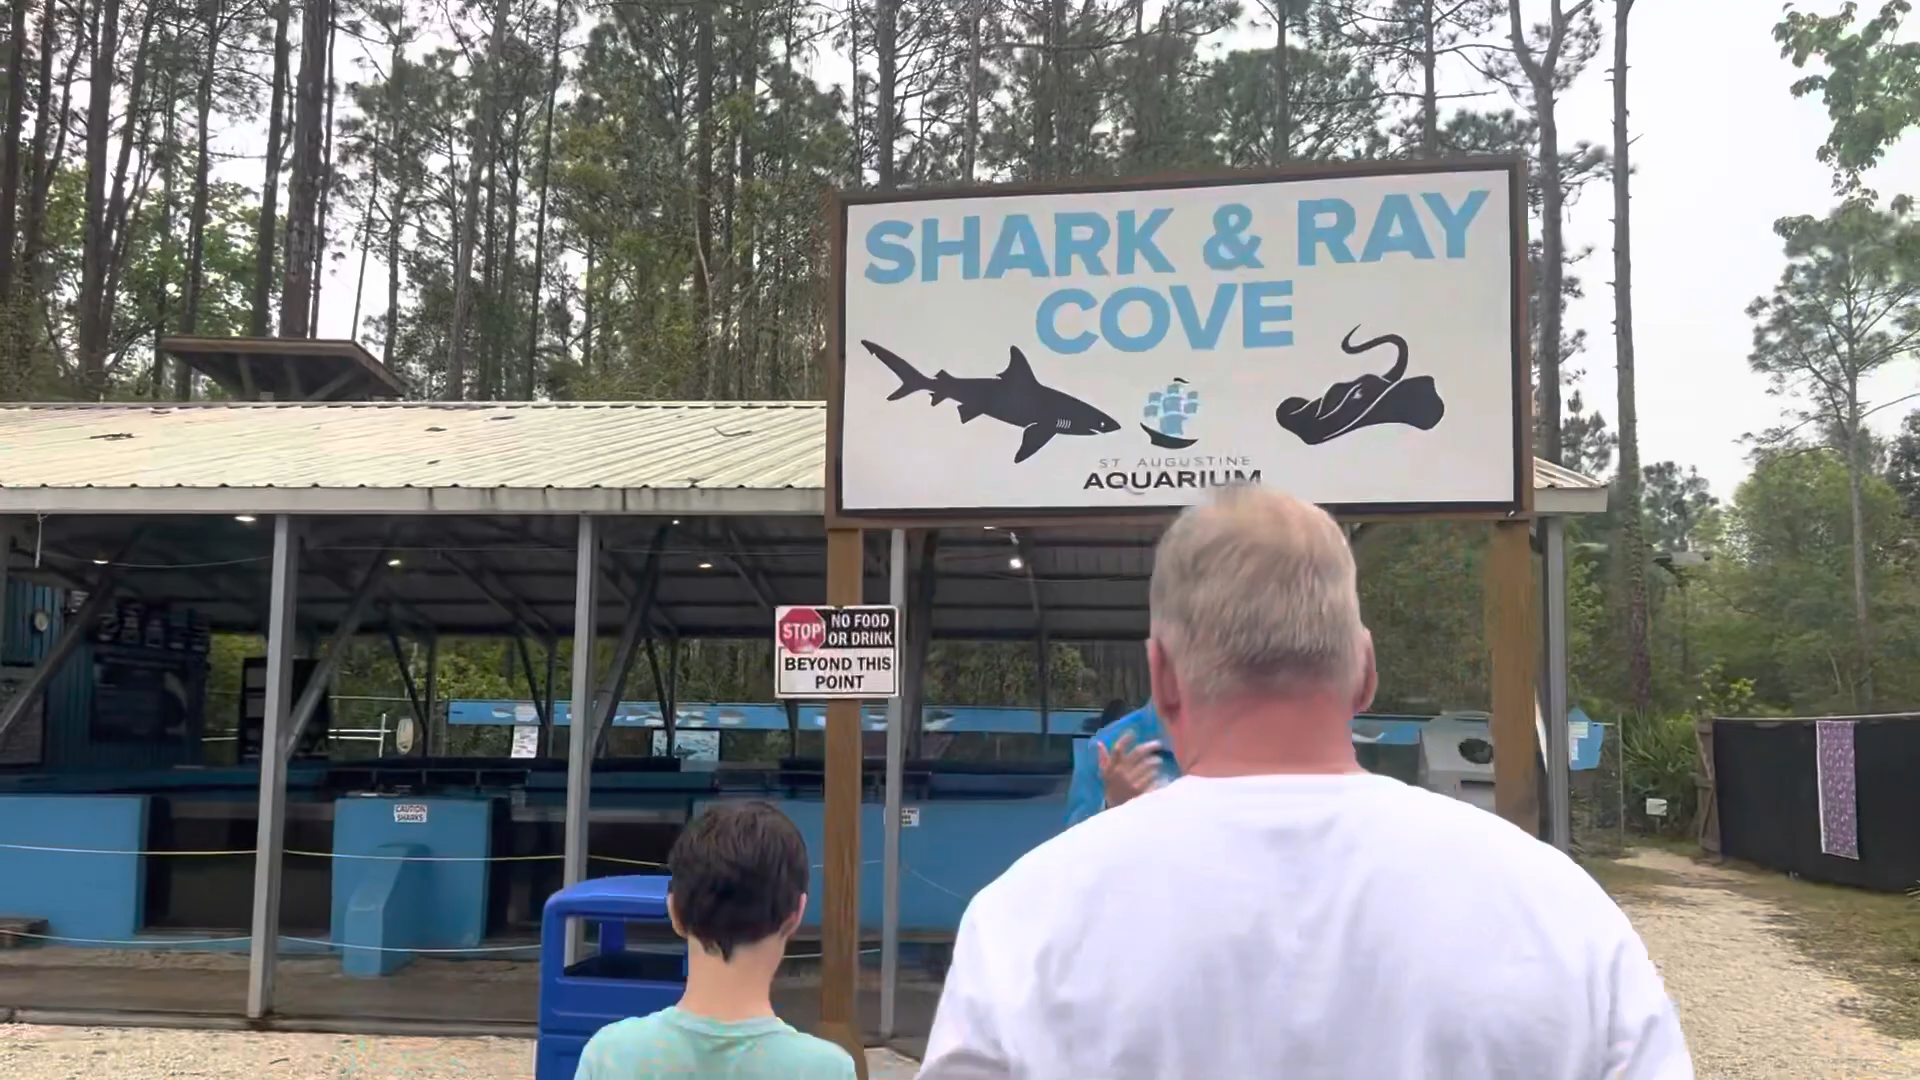 SHARK & RAY
COVE
ST. AUGUSTINE
AQUARIUM
STOP
NO FOOD
OR DRINK
BEYOND THIS
POINT
CAUTION
SHARKS